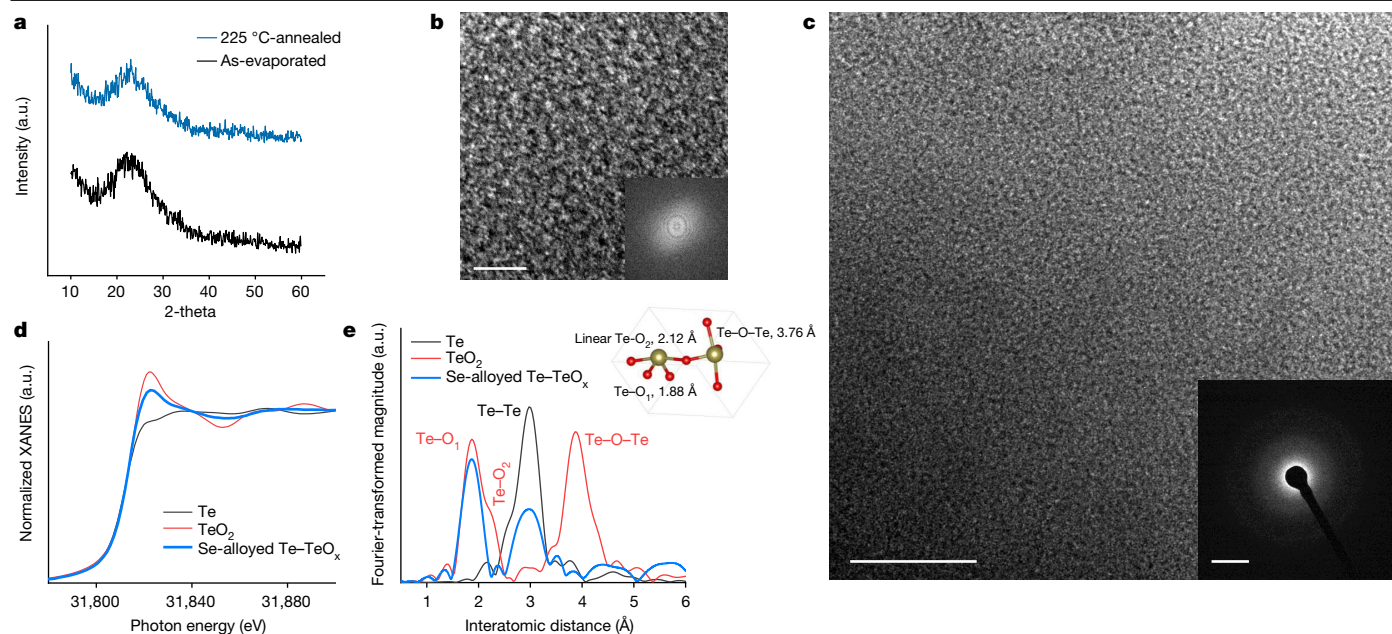 a
225 °C-annealed
As-evaporated
Intensity (a.u.)
10 20 30 40 50 60
2-theta
b
c
d
Normalized XANES (a.u.)
Te
TeO2
Se-alloyed Te–TeOx
31,800 31,840 31,880
Photon energy (eV)
e
Fourier-transformed magnitude (a.u.)
Te
TeO2
Se-alloyed Te–TeOx
Linear Te-O2, 2.12 Å
Te–O–Te, 3.76 Å
Te–O1, 1.88 Å
Te–O1
Te–O2
Te–Te
Te–O–Te
1 2 3 4 5 6
Interatomic distance (Å)